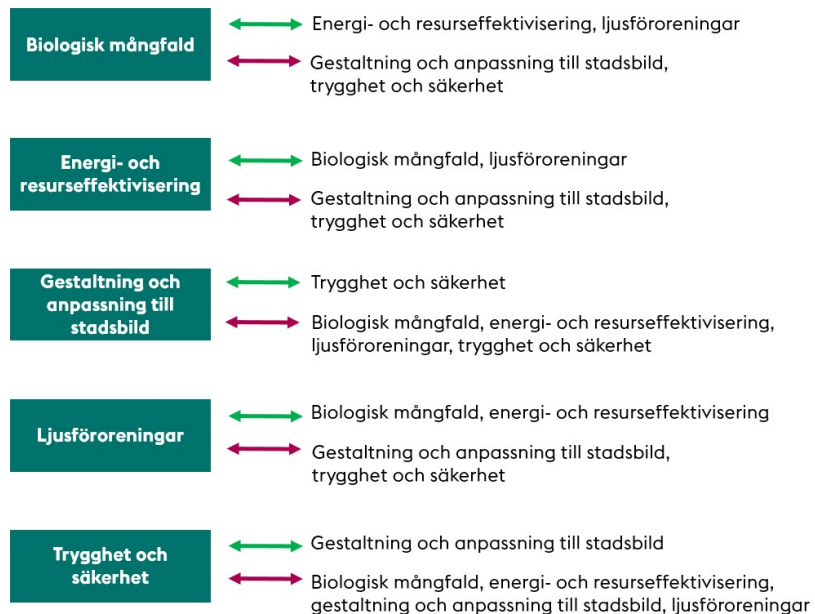 Biologisk mångfald
Energi- och resurseffektivisering, ljusföroreningar
Gestaltning och anpassning till stadsbild,
trygghet och säkerhet
Energi- och
resurseffektivisering
Biologisk mångfald, ljusföroreningar
Gestaltning och anpassning till stadsbild,
trygghet och säkerhet
Gestaltning och
anpassning till
stadsbild
Trygghet och säkerhet
Biologisk mångfald, energi- och resurseffektivisering,
ljusföroreningar, trygghet och säkerhet
Ljusföroreningar
Biologisk mångfald, energi- och resurseffektivisering
Gestaltning och anpassning till stadsbild,
trygghet och säkerhet
Trygghet och
säkerhet
Gestaltning och anpassning till stadsbild
Biologisk mångfald, energi- och resurseffektivisering,
gestaltning och anpassning till stadsbild, ljusföroreningar